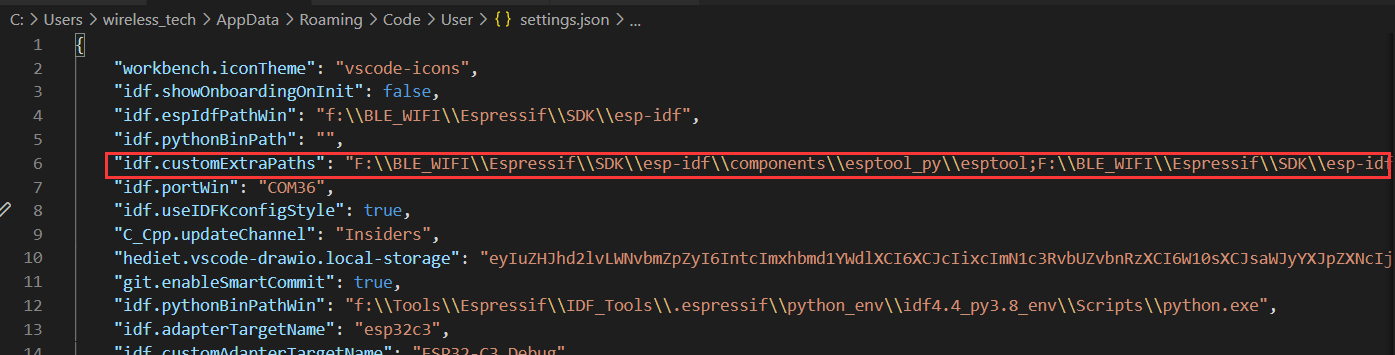 C: > Users > wireless_tech > AppData > Roaming > Code > User > {} settings.json > ...
1 {
2 "workbench.iconTheme": "vscode-icons",
3 "idf.showOnboardingOnInit": false,
4 "idf.espIdfPathWin": "f:\\BLE_WIFI\\Espressif\\SDK\\esp-idf",
5 "idf.pythonBinPath": "",
6 "idf.customExtraPaths": "F:\\BLE_WIFI\\Espressif\\SDK\\esp-idf\\components\\esptool_py\\esptool;F:\\BLE_WIFI\\Espressif\\SDK\\esp-idf
7 "idf.portWin": "COM36",
8 "idf.useIDFKconfigStyle": true,
9 "C_Cpp.updateChannel": "Insiders",
10 "hediet.vscode-drawio.local-storage": "eyIuZHJhd2lvLWNvbmZpZyI6IntcImxhbmd1YWdlXCI6XCJcIixcImN1c3RvbUZvbnRzXCI6W10sXCJsaWJyYXJpZXNcIj
11 "git.enableSmartCommit": true,
12 "idf.pythonBinPathWin": "f:\\Tools\\Espressif\\IDF_Tools\\.espressif\\python_env\\idf4.4_py3.8_env\\Scripts\\python.exe",
13 "idf.adapterTargetName": "esp32c3",
14 "idf.customAdapterTargetName": "ESP32-C3 Debug"